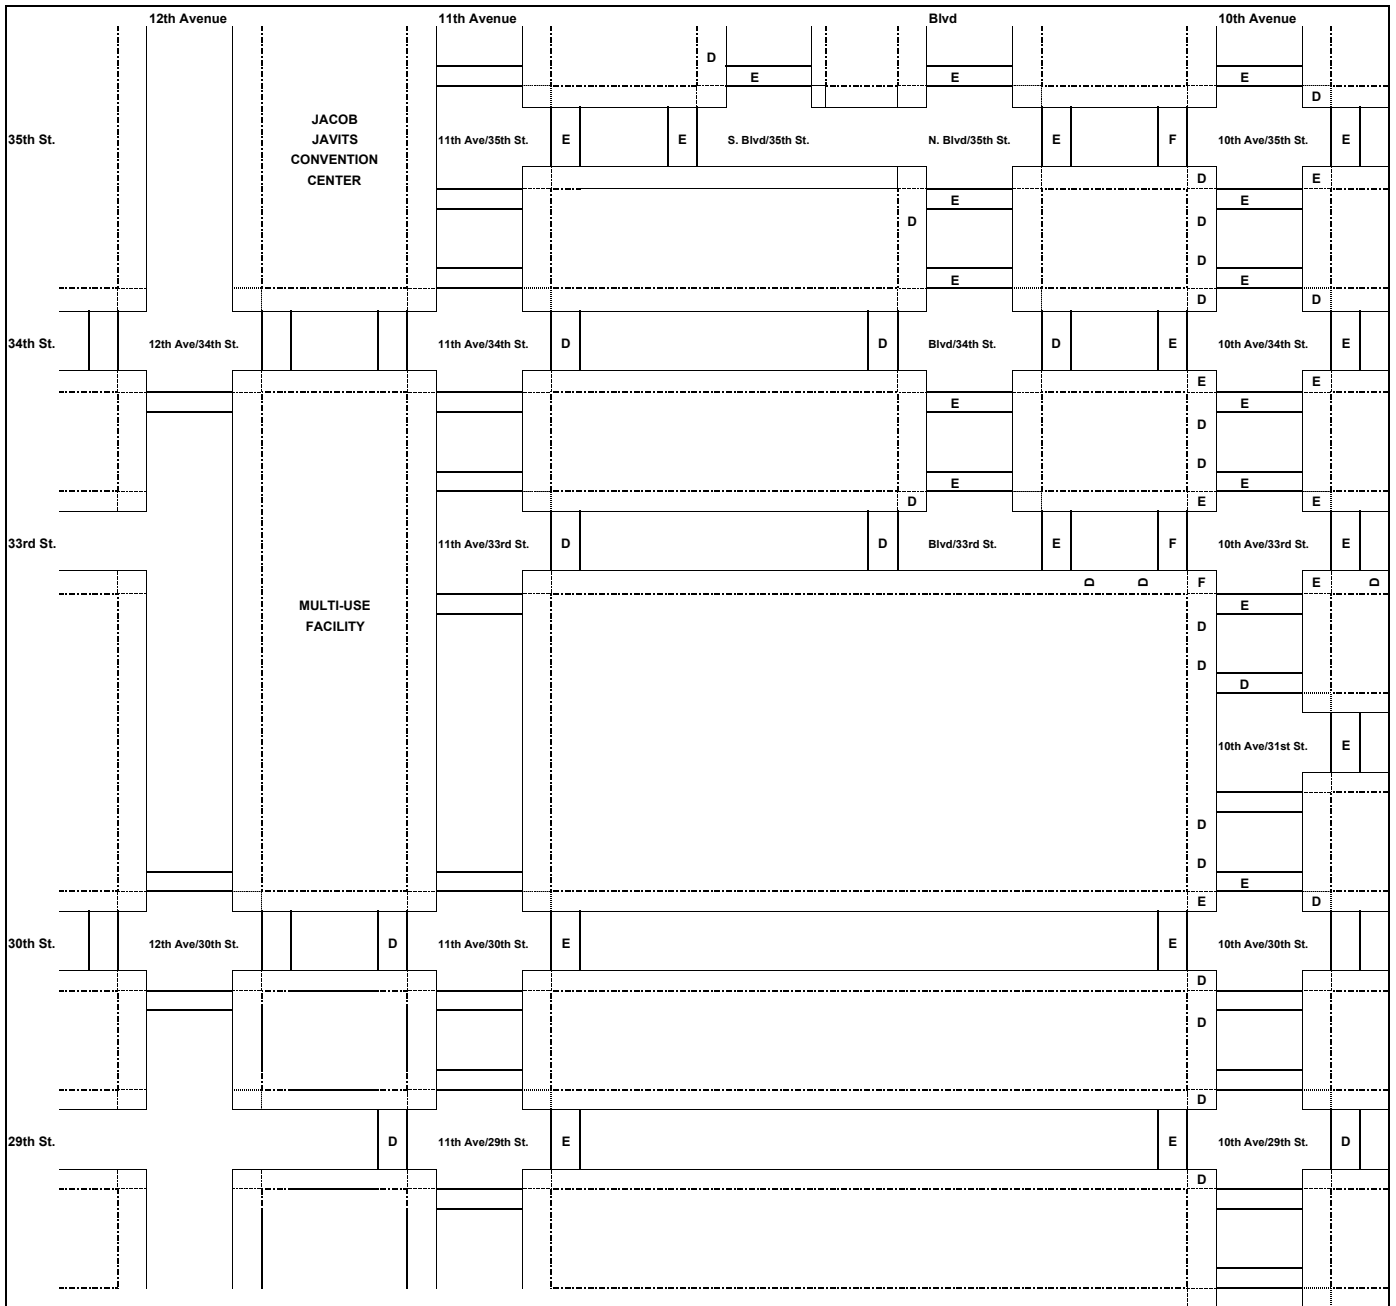 12th Avenue 11th Avenue Blvd 10th Avenue
D
E E E
D
JACOB
JAVITS
CONVENTION
CENTER
35th St. 11th Ave/35th St. E E S. Blvd/35th St. N. Blvd/35th St. E F 10th Ave/35th St. E
D E
E E
D D
D
E E
D D
34th St. 12th Ave/34th St. 11th Ave/34th St. D D Blvd/34th St. D E 10th Ave/34th St. E
E E
E E
D
D
E E
D E E
33rd St. 11th Ave/33rd St. D D Blvd/33rd St. E F 10th Ave/33rd St. E
D D F E D
MULTI-USE
FACILITY
E
D
D
D
10th Ave/31st St. E
D
D
E
E D
30th St. 12th Ave/30th St. D 11th Ave/30th St. E E 10th Ave/30th St.
D
D
D
29th St. D 11th Ave/29th St. E E 10th Ave/29th St. D
D